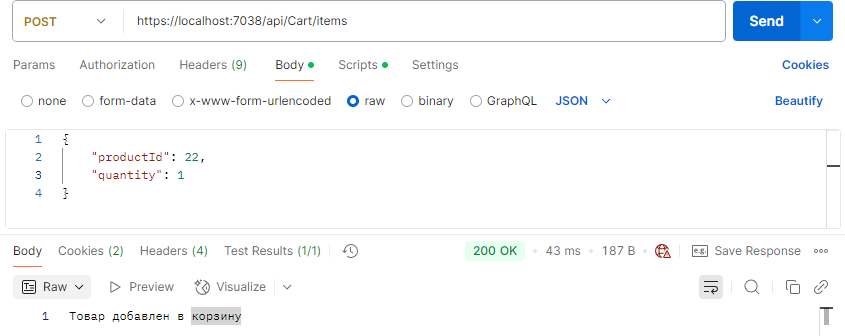 POST https://localhost:7038/api/Cart/items Send
Params Authorization Headers (9) Body Scripts Settings Cookies
none form-data x-www-form-urlencoded raw binary GraphQL JSON Beautify
1 {
2 "productId": 22,
3 "quantity": 1
4 }
Body Cookies (2) Headers (4) Test Results (1/1) 200 OK • 43 ms • 187 B • e.g. Save Response
Raw Preview Visualize
1 Товар добавлен в корзину